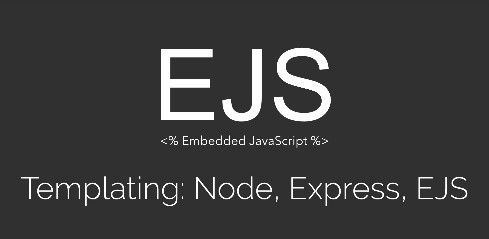 EJS
<% Embedded JavaScript %>
Templating: Node, Express, EJS